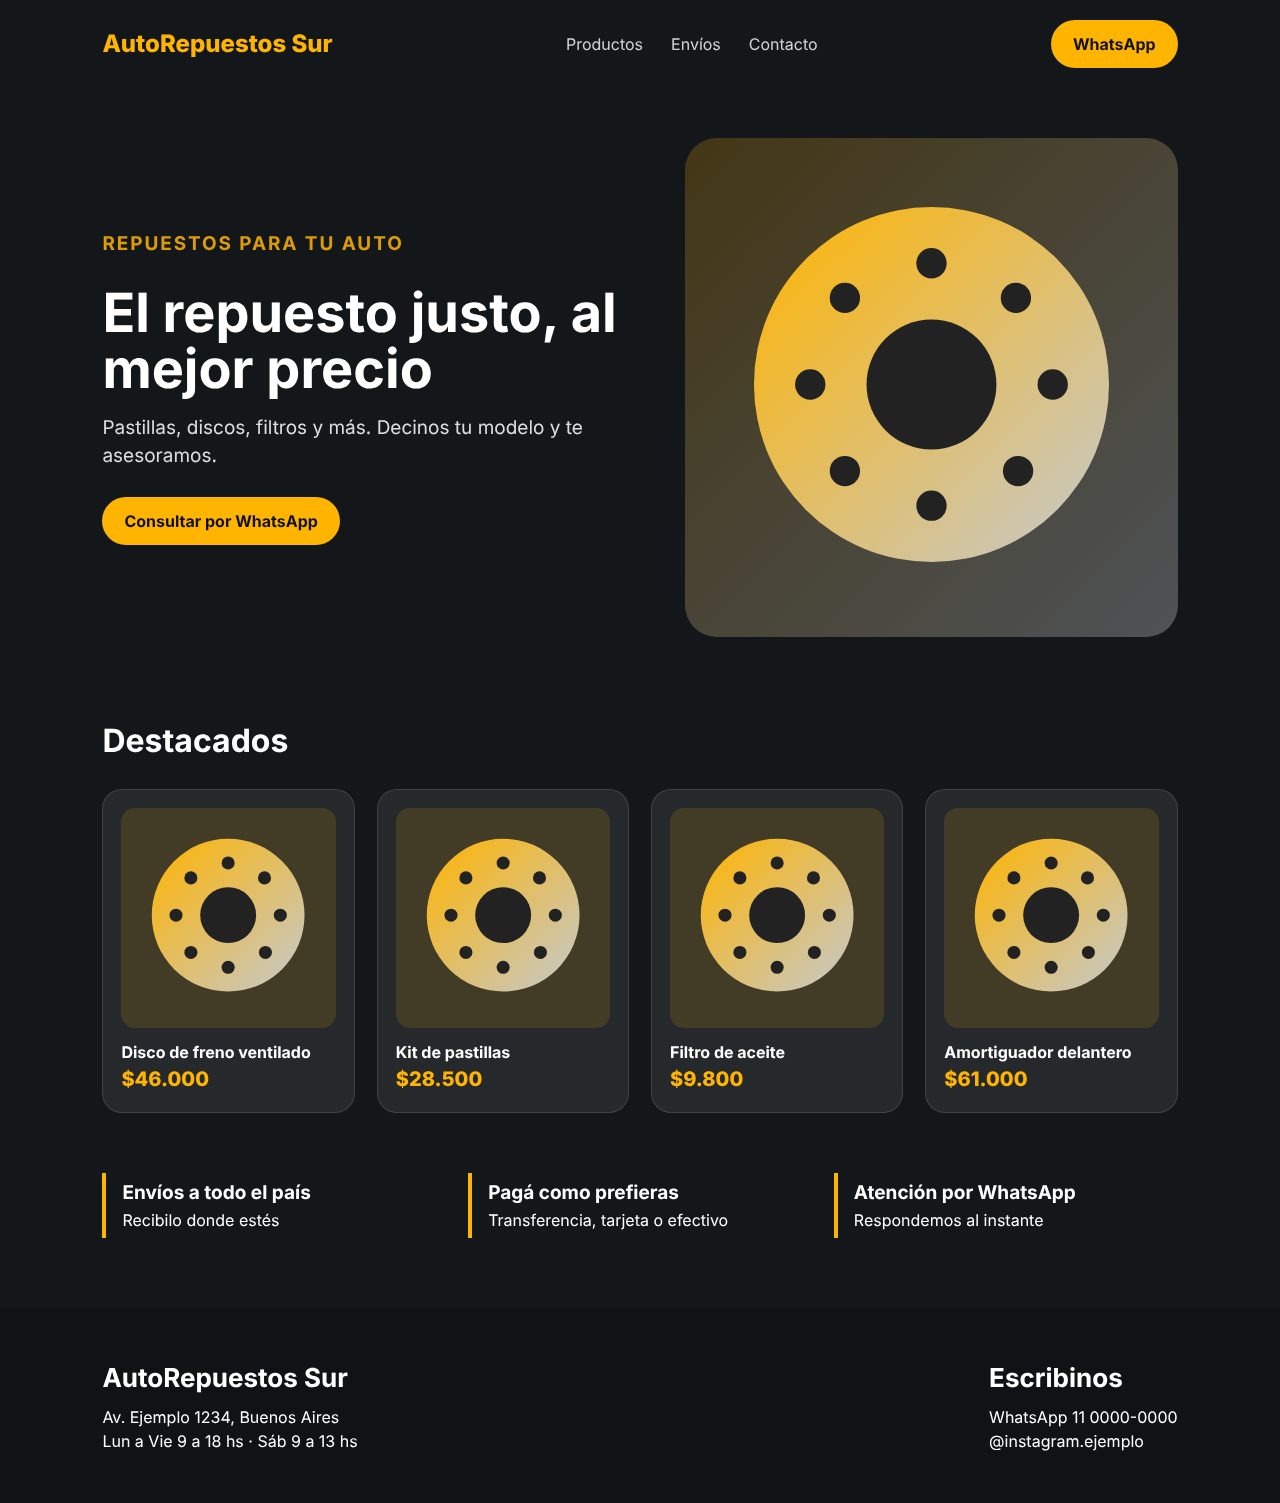 AutoRepuestos Sur
Productos
Envíos
Contacto
WhatsApp
REPUESTOS PARA TU AUTO
El repuesto justo, al
mejor precio
Pastillas, discos, filtros y más. Decinos tu modelo y te
asesoramos.
Consultar por WhatsApp
Destacados
Disco de freno ventilado
$46.000
Kit de pastillas
$28.500
Filtro de aceite
$9.800
Amortiguador delantero
$61.000
Envíos a todo el país
Recibilo donde estés
Pagá como prefieras
Transferencia, tarjeta o efectivo
Atención por WhatsApp
Respondemos al instante
AutoRepuestos Sur
Av. Ejemplo 1234, Buenos Aires
Lun a Vie 9 a 18 hs · Sáb 9 a 13 hs
Escribinos
WhatsApp 11 0000-0000
@instagram.ejemplo